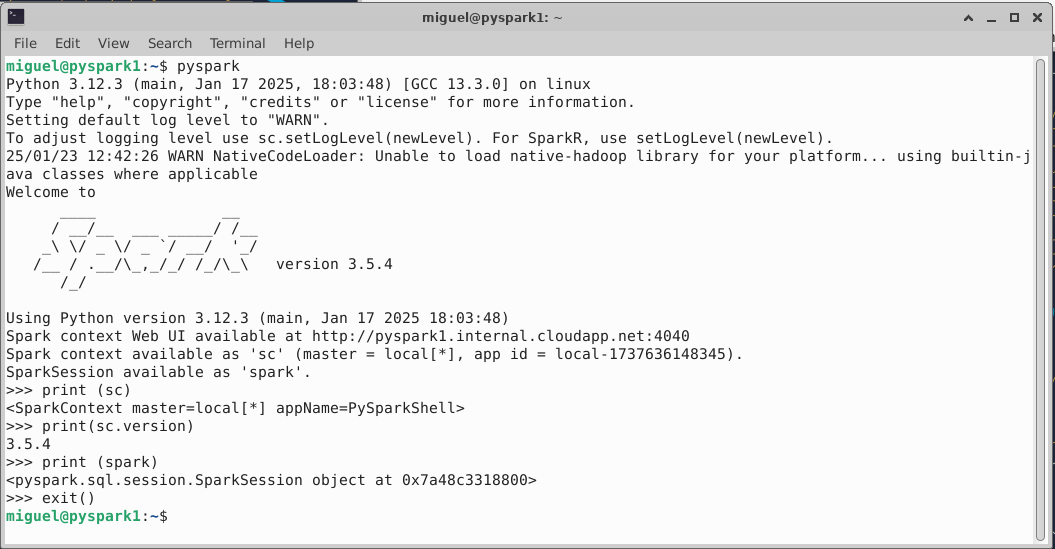 miguel@pyspark1: ~
File Edit View Search Terminal Help
miguel@pyspark1:~$ pyspark
Python 3.12.3 (main, Jan 17 2025, 18:03:48) [GCC 13.3.0] on linux
Type "help", "copyright", "credits" or "license" for more information.
Setting default log level to "WARN".
To adjust logging level use sc.setLogLevel(newLevel). For SparkR, use setLogLevel(newLevel).
25/01/23 12:42:26 WARN NativeCodeLoader: Unable to load native-hadoop library for your platform... using builtin-j
ava classes where applicable
Welcome to
      ____              __
     / __/__  ___ _____/ /__
    _\ \/ _ \/ _ `/ __/  '_/
   /__ / .__/\_,_/_/ /_/\_\   version 3.5.4
      /_/

Using Python version 3.12.3 (main, Jan 17 2025 18:03:48)
Spark context Web UI available at http://pyspark1.internal.cloudapp.net:4040
Spark context available as 'sc' (master = local[*], app id = local-1737636148345).
SparkSession available as 'spark'.
>>> print (sc)
<SparkContext master=local[*] appName=PySparkShell>
>>> print(sc.version)
3.5.4
>>> print (spark)
<pyspark.sql.session.SparkSession object at 0x7a48c3318800>
>>> exit()
miguel@pyspark1:~$